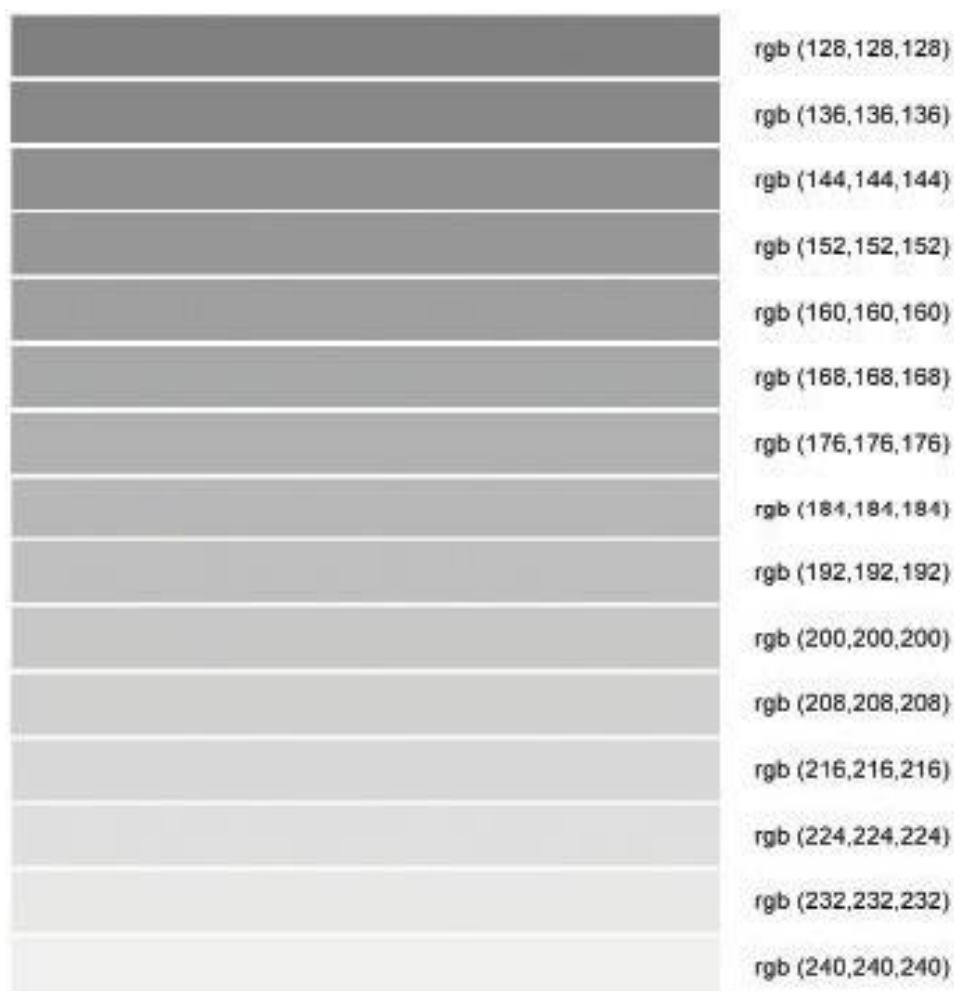 rgb (128,128,128)
rgb (136,136,136)
rgb (144,144,144)
rgb (152,152,152)
rgb (160,160,160)
rgb (168,168,168)
rgb (176,176,176)
rgb (184,184,184)
rgb (192,192,192)
rgb (200,200,200)
rgb (208,208,208)
rgb (216,216,216)
rgb (224,224,224)
rgb (232,232,232)
rgb (240,240,240)